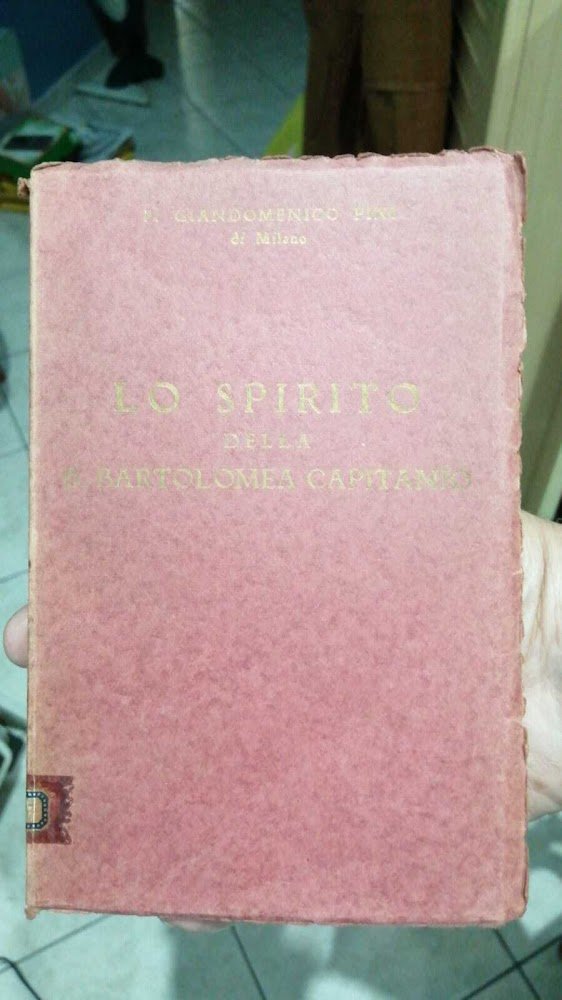 P. GIANDOMENICO PINI
di Milano
LO SPIRITO
DELLA
B. BARTOLOMEA CAPITANIO